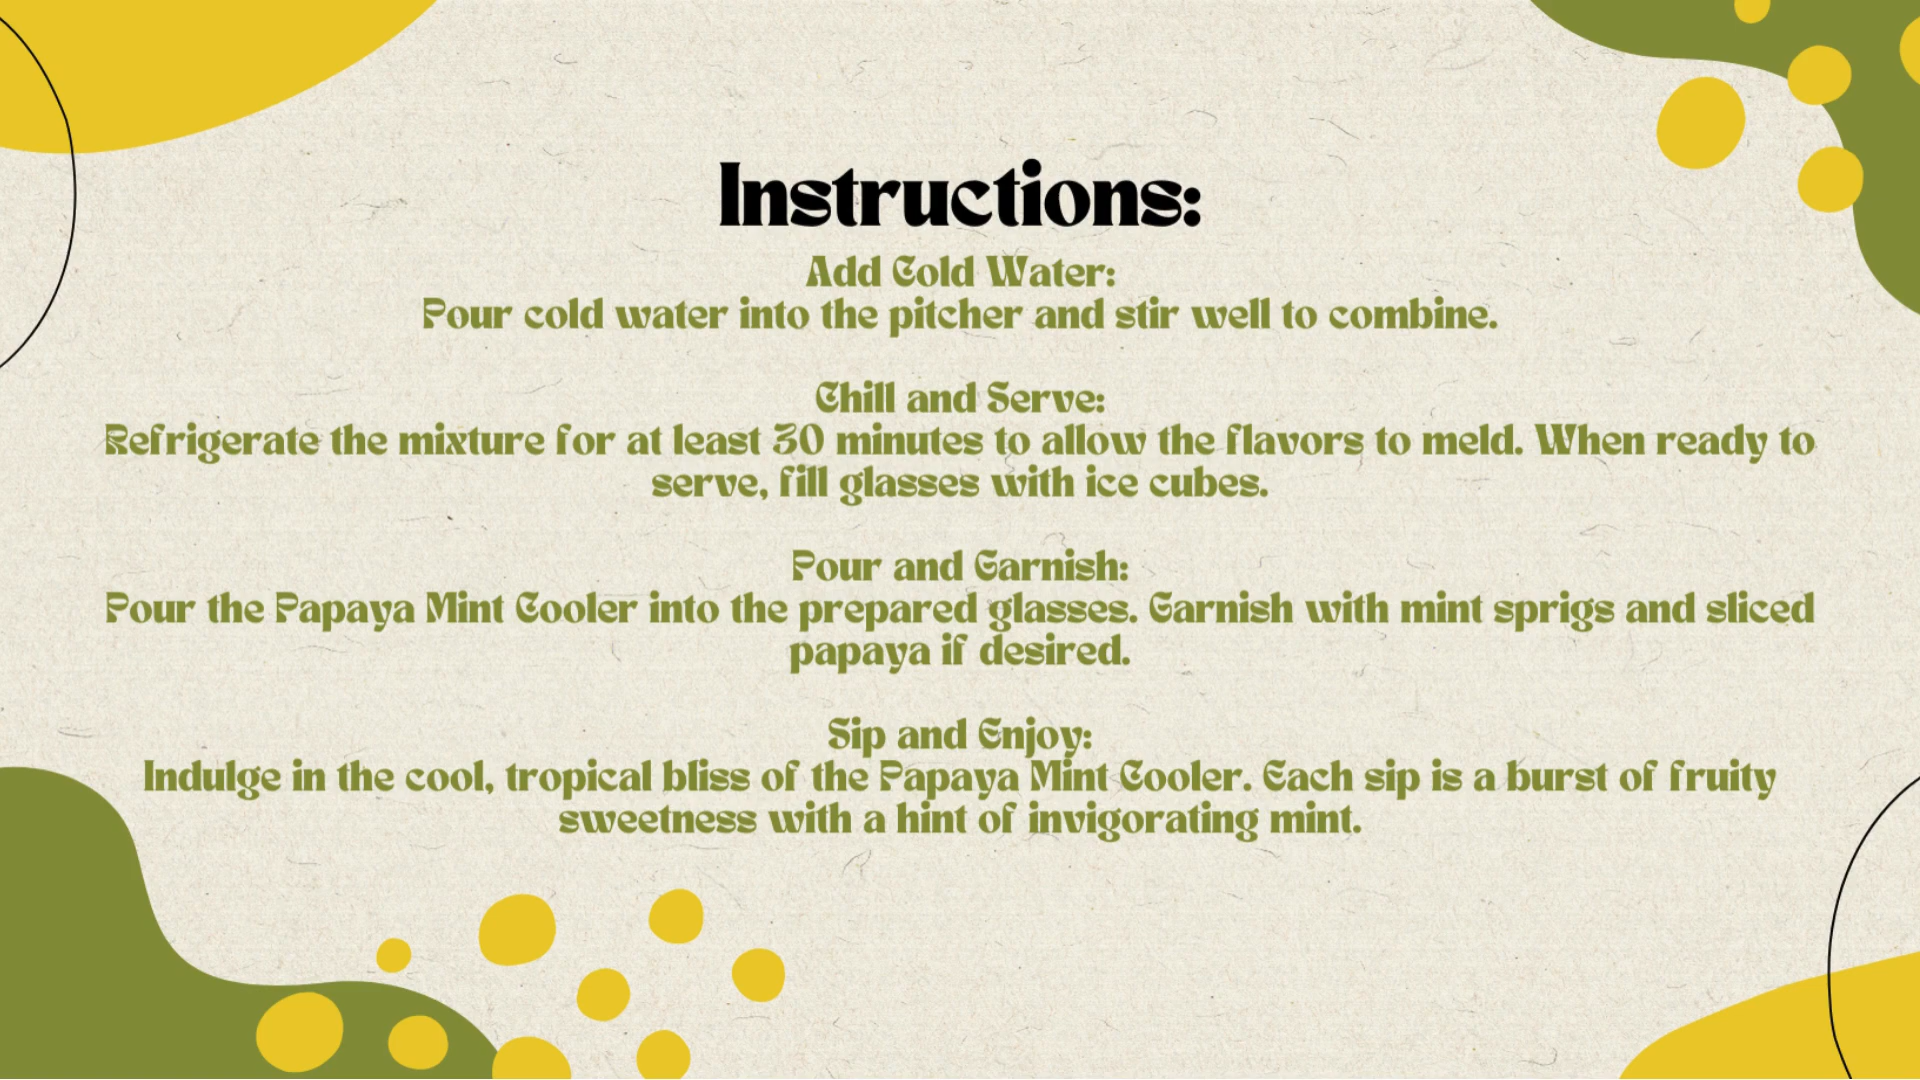 Instructions:
Add Cold Water:
Pour cold water into the pitcher and stir well to combine.
Chill and Serve:
Refrigerate the mixture for at least 30 minutes to allow the flavors to meld. When ready to
serve, fill glasses with ice cubes.
Pour and Garnish:
Pour the Papaya Mint Cooler into the prepared glasses. Garnish with mint sprigs and sliced
papaya if desired.
Sip and Enjoy:
Indulge in the cool, tropical bliss of the Papaya Mint Cooler. Each sip is a burst of fruity
sweetness with a hint of invigorating mint.